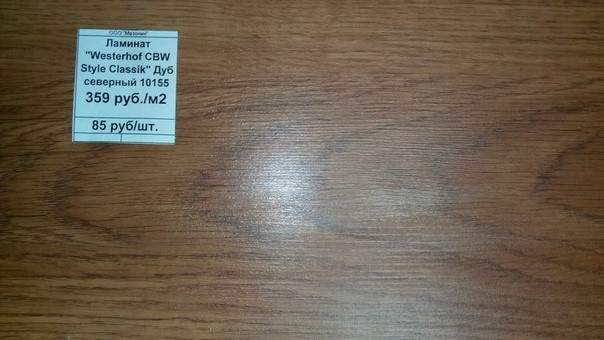 ООО "Мезонин"
Ламинат
"Westerhof CBW
Style Classik" Дуб
северный 10155
359 руб./м2
85 руб/шт.